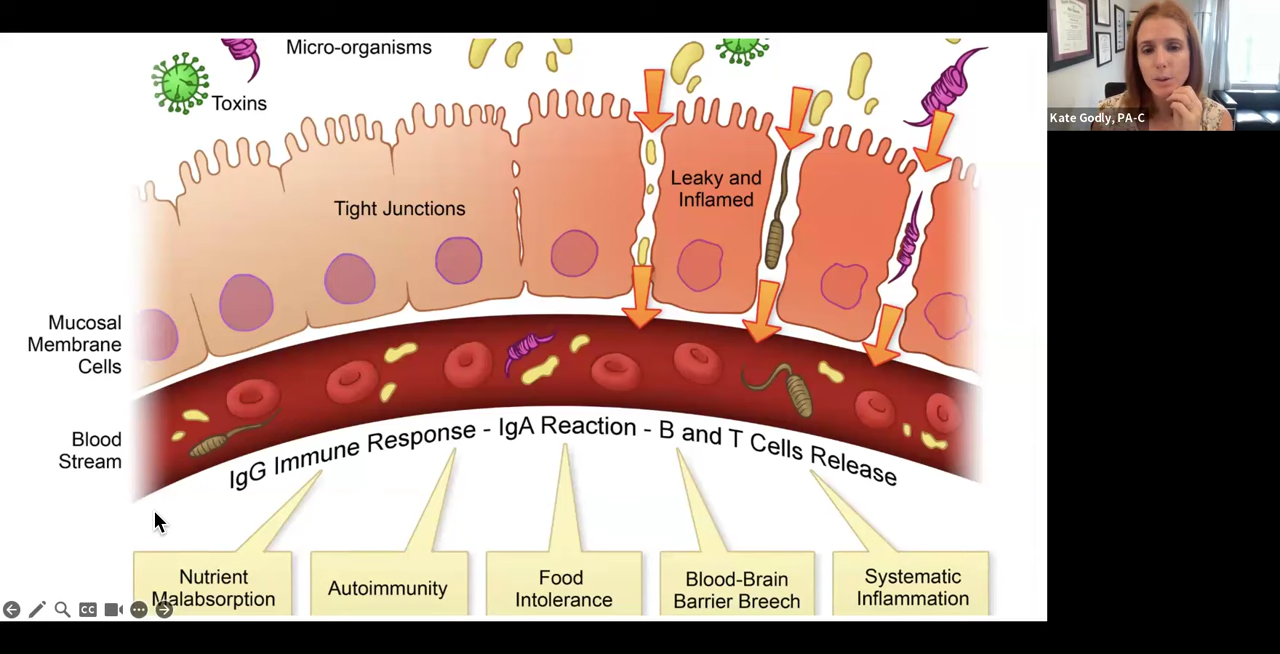 Micro-organisms
Toxins
Kate Godly, PA-C
Leaky and
Inflamed
Tight Junctions
Mucosal
Membrane
Cells
Blood
Stream
IgG Immune Response - IgA Reaction - B and T Cells Release
Nutrient
Malabsorption
Autoimmunity
Food
Intolerance
Blood-Brain
Barrier Breech
Systematic
Inflammation
CC